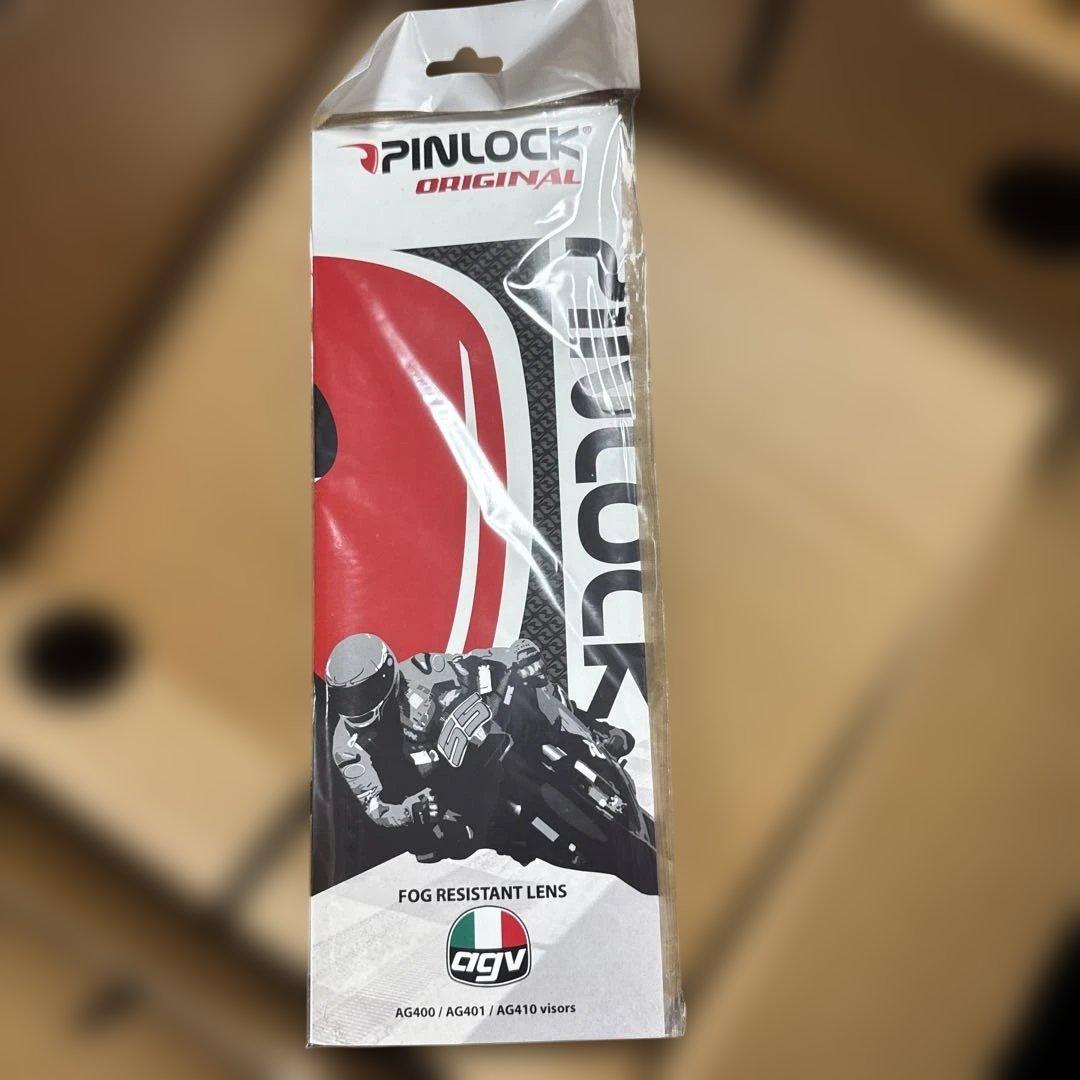 PINLOCK®
ORIGINAL
PINLOCK
55
FOG RESISTANT LENS
agv
AG400 / AG401 / AG410 visors